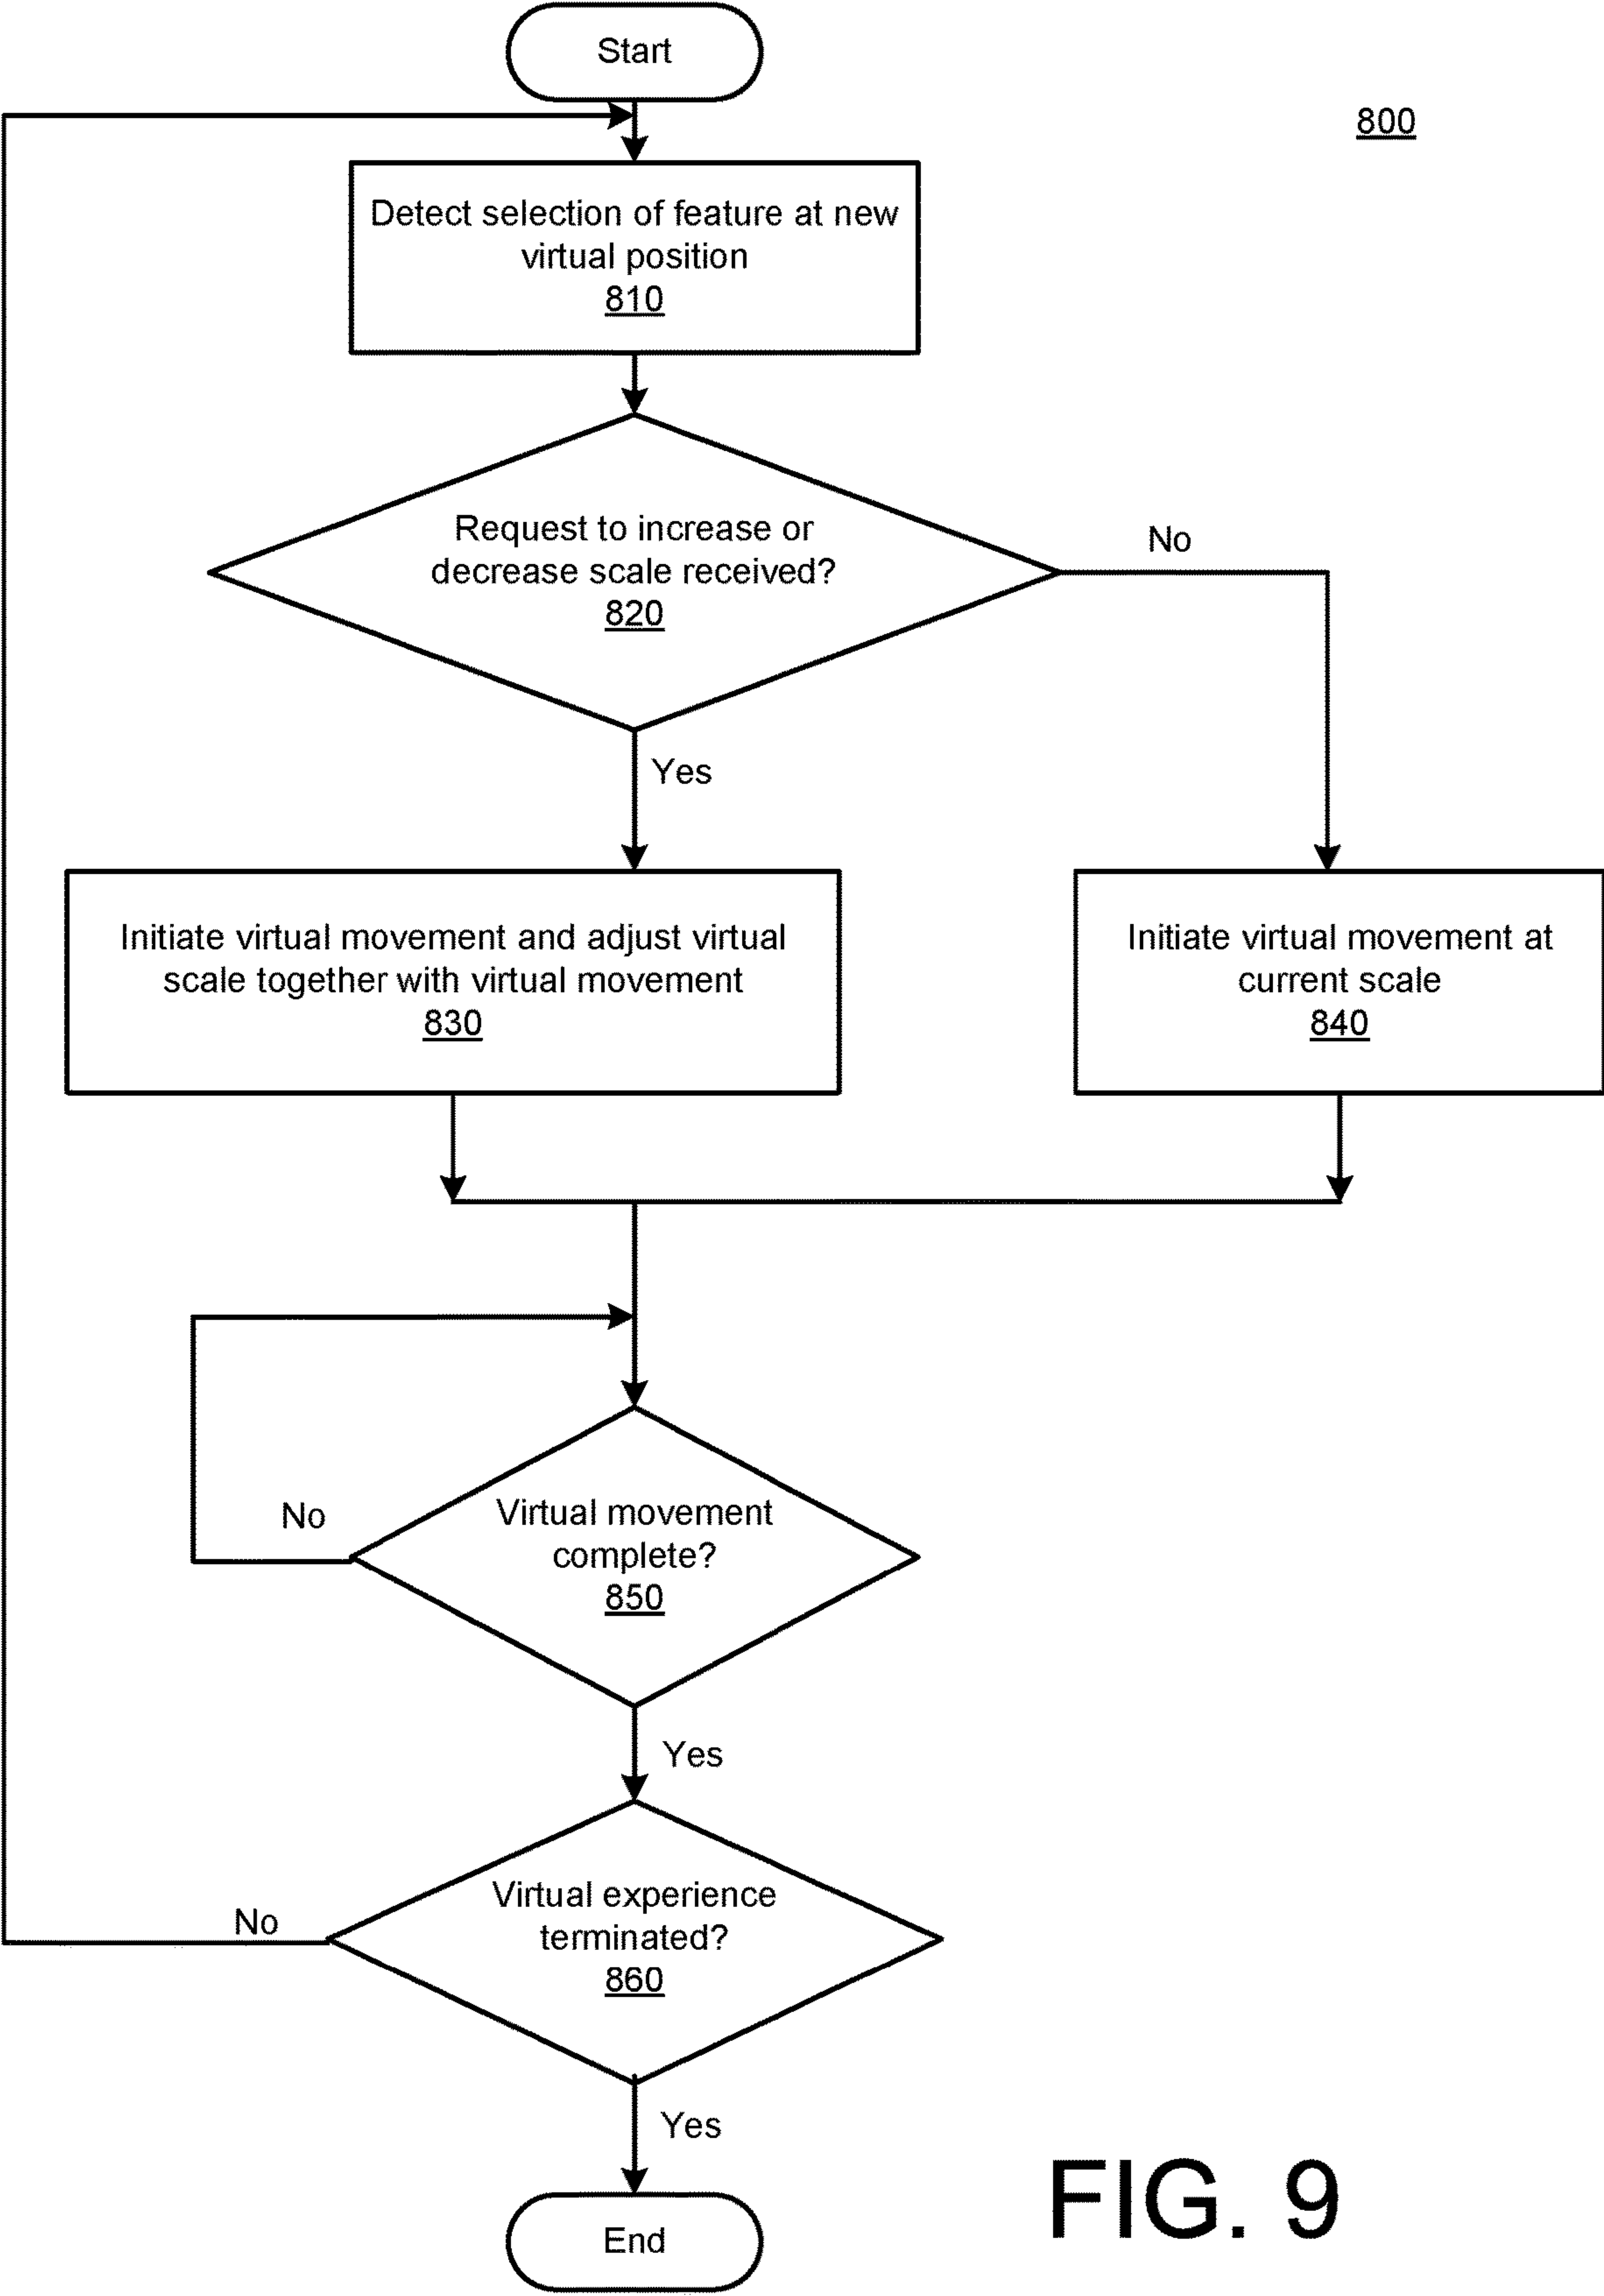 Start
800
Detect selection of feature at new
virtual position
810
Request to increase or
decrease scale received?
820
No
Yes
Initiate virtual movement and adjust virtual
scale together with virtual movement
830
Initiate virtual movement at
current scale
840
Virtual movement
complete?
850
No
Yes
Virtual experience
terminated?
860
No
Yes
End
FIG. 9